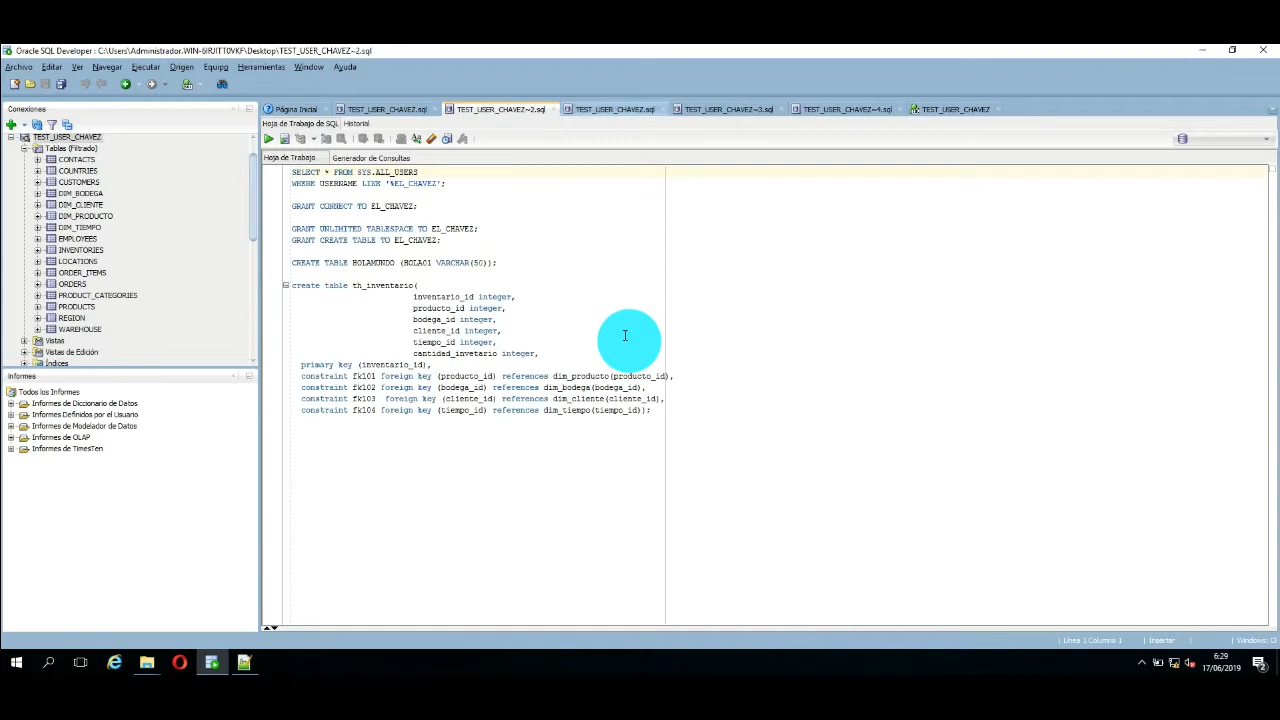 Oracle SQL Developer : C:\Users\Administrador.WIN-6IRJITT0VKF\Desktop\TEST_USER_CHAVEZ~2.sql
Archivo Editar Ver Navegar Ejecutar Origen Equipo Herramientas Window Ayuda
Conexiones
TEST_USER_CHAVEZ
Tablas (Filtrado)
CONTACTS
COUNTRIES
CUSTOMERS
DIM_BODEGA
DIM_CLIENTE
DIM_PRODUCTO
DIM_TIEMPO
EMPLOYEES
INVENTORIES
LOCATIONS
ORDER_ITEMS
ORDERS
PRODUCT_CATEGORIES
PRODUCTS
REGION
WAREHOUSE
Vistas
Vistas de Edición
Índices
Informes
Todos los Informes
Informes de Diccionario de Datos
Informes Definidos por el Usuario
Informes de Modelador de Datos
Informes de OLAP
Informes de TimesTen
Página Inicial TEST_USER_CHAVEZ.sql TEST_USER_CHAVEZ~2.sql TEST_USER_CHAVEZ.sql TEST_USER_CHAVEZ~3.sql TEST_USER_CHAVEZ~4.sql TEST_USER_CHAVEZ
Hoja de Trabajo de SQL Historial
Hoja de Trabajo Generador de Consultas
SELECT * FROM SYS.ALL_USERS
WHERE USERNAME LIKE '%EL_CHAVEZ';
GRANT CONNECT TO EL_CHAVEZ;
GRANT UNLIMITED TABLESPACE TO EL_CHAVEZ;
GRANT CREATE TABLE TO EL_CHAVEZ;
CREATE TABLE HOLAMUNDO (HOLA01 VARCHAR(50));
create table th_inventario(
inventario_id integer,
producto_id integer,
bodega_id integer,
cliente_id integer,
tiempo_id integer,
cantidad_invetario integer,
primary key (inventario_id),
constraint fk101 foreign key (producto_id) references dim_producto(producto_id),
constraint fk102 foreign key (bodega_id) references dim_bodega(bodega_id),
constraint fk103 foreign key (cliente_id) references dim_cliente(cliente_id),
constraint fk104 foreign key (tiempo_id) references dim_tiempo(tiempo_id));
Línea 1 Columna 1 Insertar Windows: C
6:29
17/06/2019
2